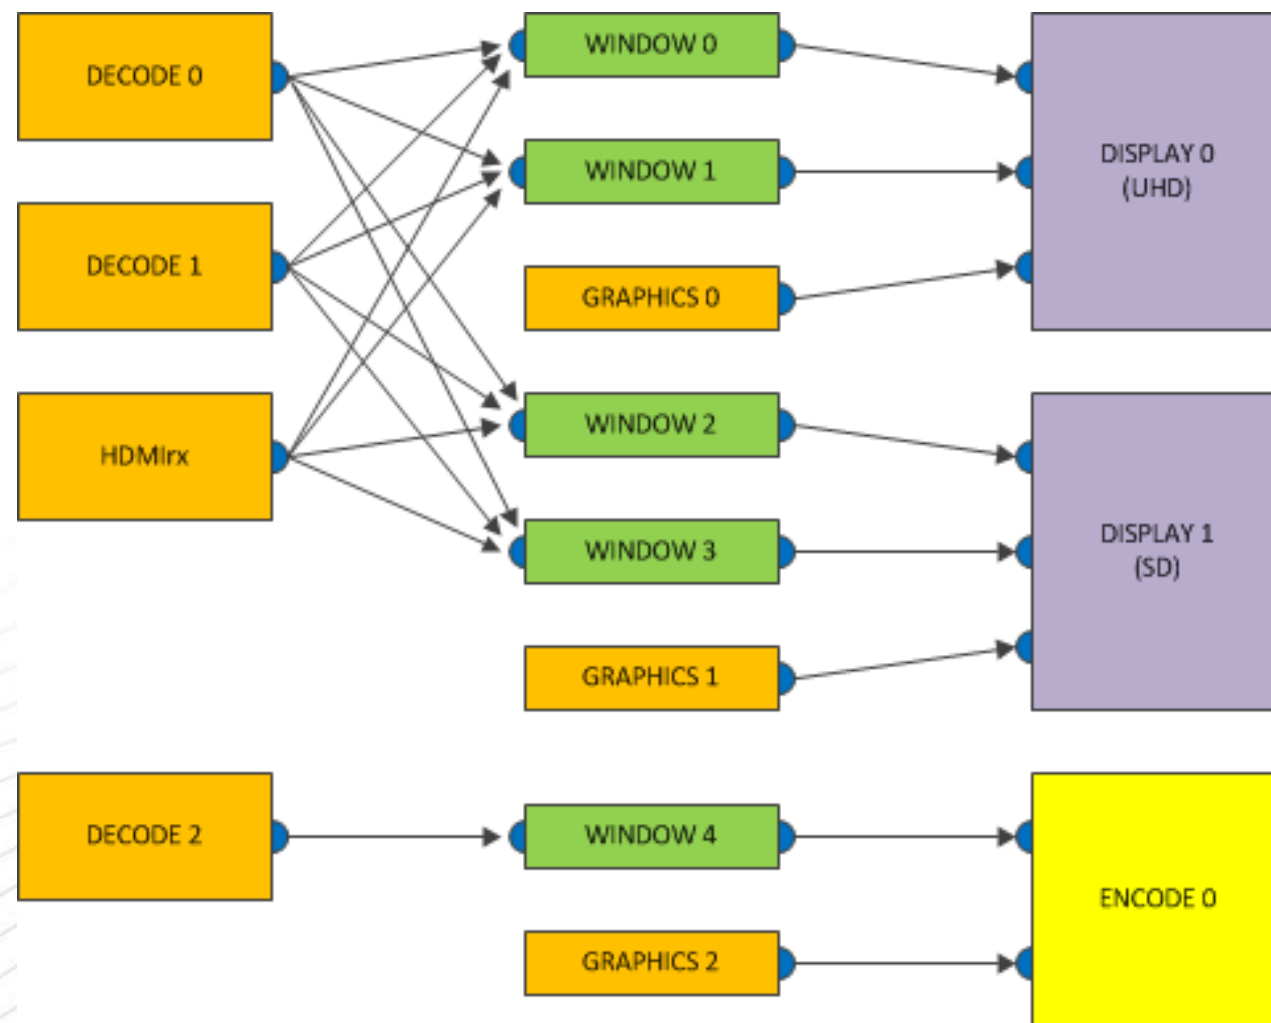 DECODE 0
DECODE 1
HDMIrx
DECODE 2
WINDOW 0
WINDOW 1
GRAPHICS 0
WINDOW 2
WINDOW 3
GRAPHICS 1
WINDOW 4
GRAPHICS 2
DISPLAY 0
(UHD)
DISPLAY 1
(SD)
ENCODE 0